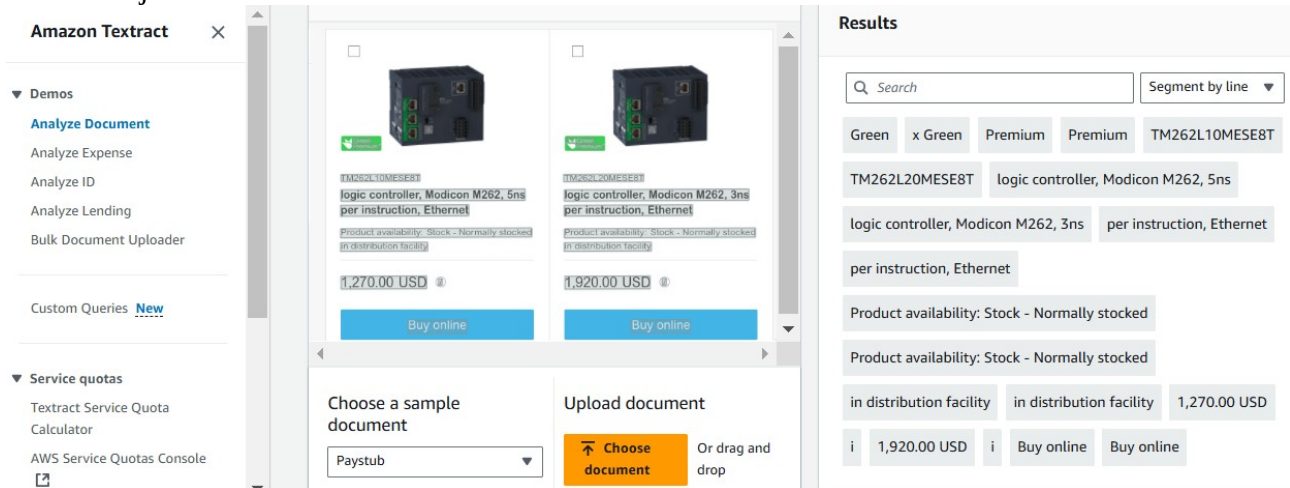 Amazon Textract
Demos
Analyze Document
Analyze Expense
Analyze ID
Analyze Lending
Bulk Document Uploader
Custom Queries New
Service quotas
Textract Service Quota
Calculator
AWS Service Quotas Console
Green
Premium
TM262L10MESE8T
logic controller, Modicon M262, 5ns
per instruction, Ethernet
Product availability: Stock - Normally stocked
in distribution facility
1,270.00 USD
Buy online
Green
Premium
TM262L20MESE8T
logic controller, Modicon M262, 3ns
per instruction, Ethernet
Product availability: Stock - Normally stocked
in distribution facility
1,920.00 USD
Buy online
Choose a sample
document
Paystub
Upload document
Choose
document
Or drag and
drop
Results
Search
Segment by line
Green x Green Premium Premium TM262L10MESE8T
TM262L20MESE8T logic controller, Modicon M262, 5ns
logic controller, Modicon M262, 3ns per instruction, Ethernet
per instruction, Ethernet
Product availability: Stock - Normally stocked
Product availability: Stock - Normally stocked
in distribution facility in distribution facility 1,270.00 USD
i 1,920.00 USD i Buy online Buy online